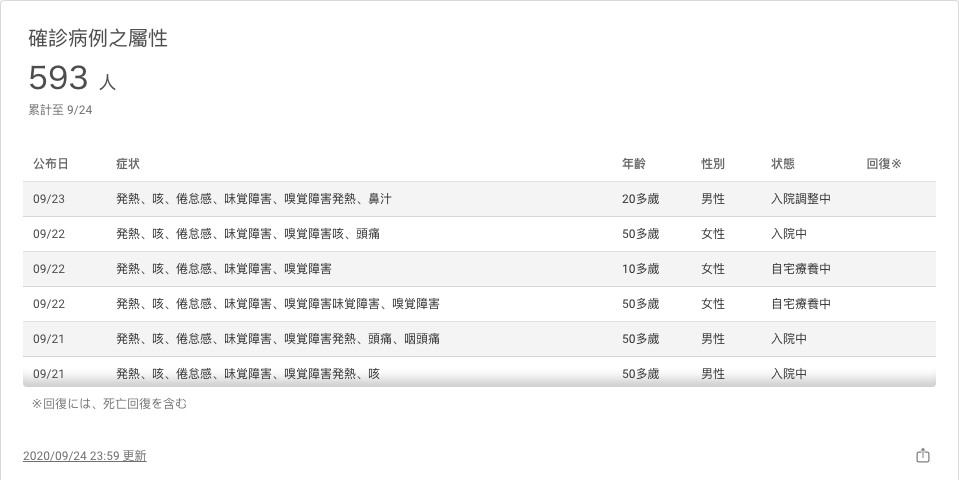 確診病例之屬性
593 人
累計至 9/24
公布日 症状 年齡 性別 状態 回復※
09/23 発熱、咳、倦怠感、味覚障害、嗅覚障害発熱、鼻汁 20多歲 男性 入院調整中
09/22 発熱、咳、倦怠感、味覚障害、嗅覚障害咳、頭痛 50多歲 女性 入院中
09/22 発熱、咳、倦怠感、味覚障害、嗅覚障害 10多歲 女性 自宅療養中
09/22 発熱、咳、倦怠感、味覚障害、嗅覚障害味覚障害、嗅覚障害 50多歲 女性 自宅療養中
09/21 発熱、咳、倦怠感、味覚障害、嗅覚障害発熱、頭痛、咽頭痛 50多歲 男性 入院中
09/21 発熱、咳、倦怠感、味覚障害、嗅覚障害発熱、咳 50多歲 男性 入院中
※回復には、死亡回復を含む
2020/09/24 23:59 更新